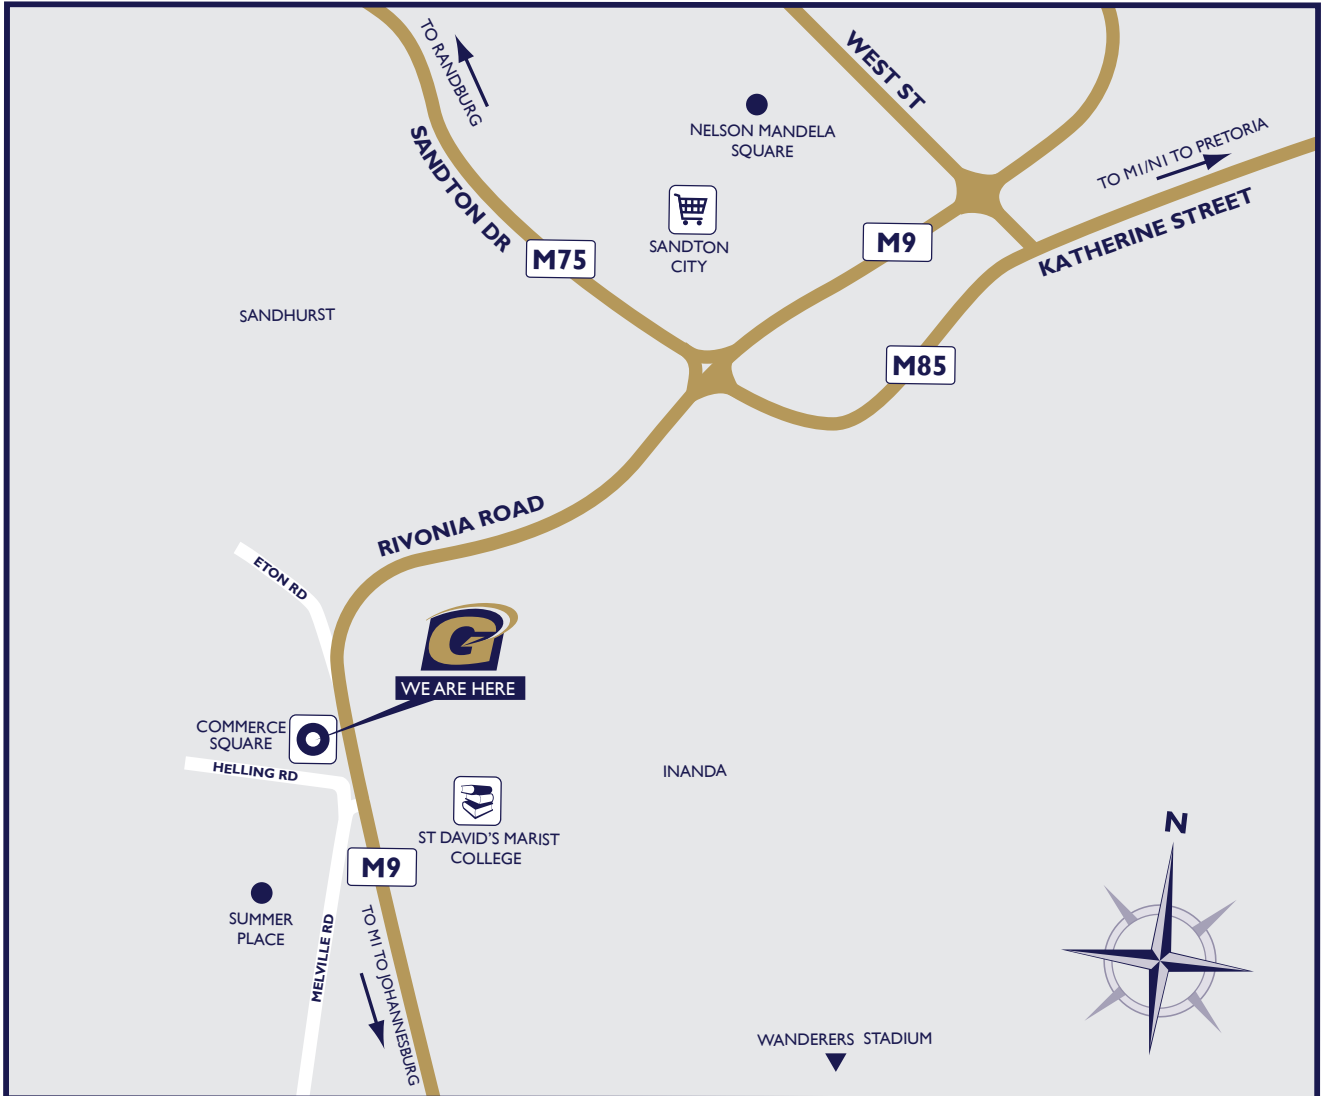 TO RANDBURG
SANDTON DR
M75
WEST ST
NELSON MANDELA
SQUARE
SANDTON
CITY
M9
TO M1/N1 TO PRETORIA
KATHERINE STREET
M85
SANDHURST
RIVONIA ROAD
ETON RD
G
WE ARE HERE
COMMERCE
SQUARE
HELLING RD
INANDA
ST DAVID'S MARIST
COLLEGE
M9
SUMMER
PLACE
MELVILLE RD
TO M1 TO JOHANNESBURG
N
WANDERERS STADIUM